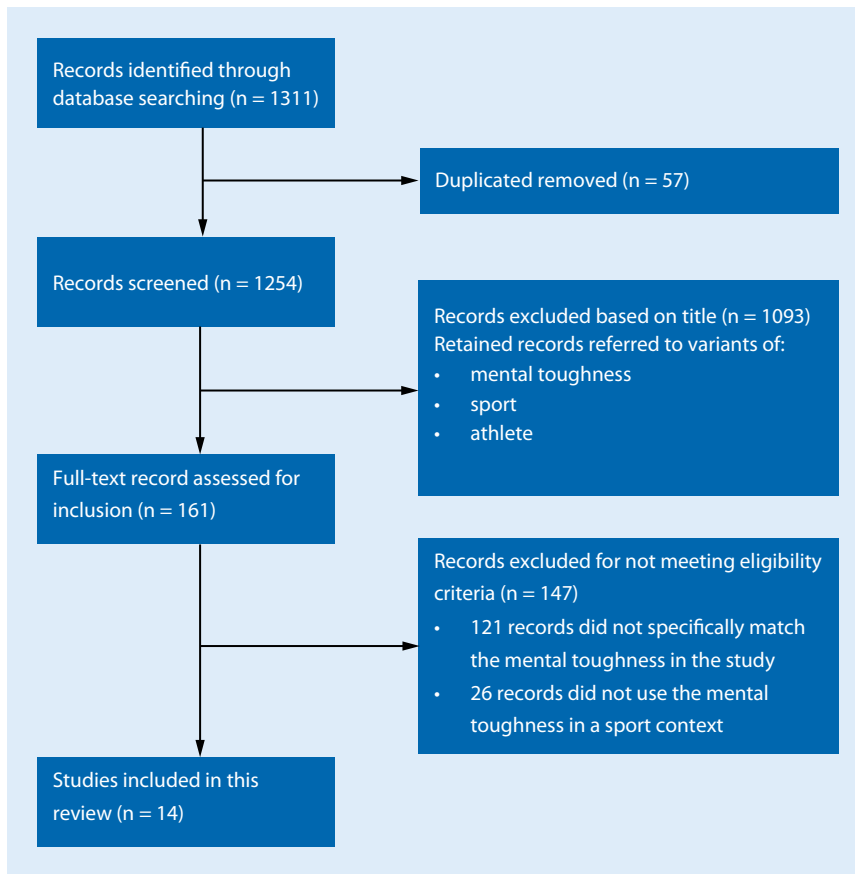 Records identified through
database searching (n = 1311)
Duplicated removed (n = 57)
Records screened (n = 1254)
Records excluded based on title (n = 1093)
Retained records referred to variants of:
• mental toughness
• sport
• athlete
Full-text record assessed for
inclusion (n = 161)
Records excluded for not meeting eligibility
criteria (n = 147)
• 121 records did not specifically match
the mental toughness in the study
• 26 records did not use the mental
toughness in a sport context
Studies included in this
review (n = 14)